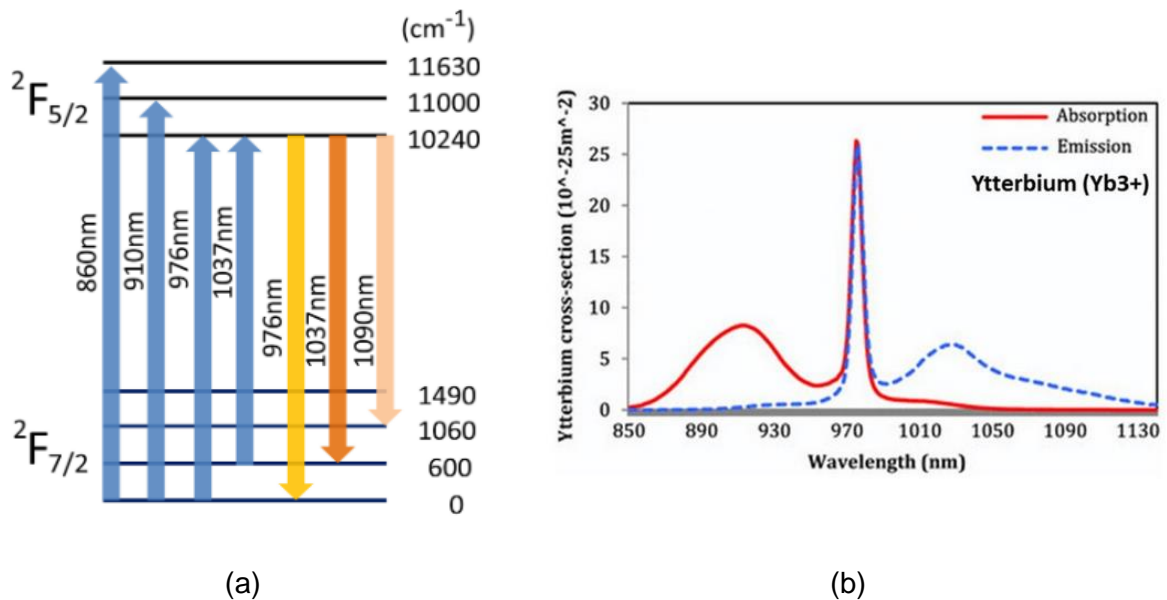 (cm⁻¹)
11630
²F₅/₂
11000
10240
860nm
910nm
976nm
1037nm
976nm
1037nm
1090nm
1490
1060
²F₇/₂
600
0
(a)
Ytterbium cross-section (10^-25m^-2)
30
25
20
15
10
5
0
Absorption
Emission
Ytterbium (Yb3+)
850 890 930 970 1010 1050 1090 1130
Wavelength (nm)
(b)